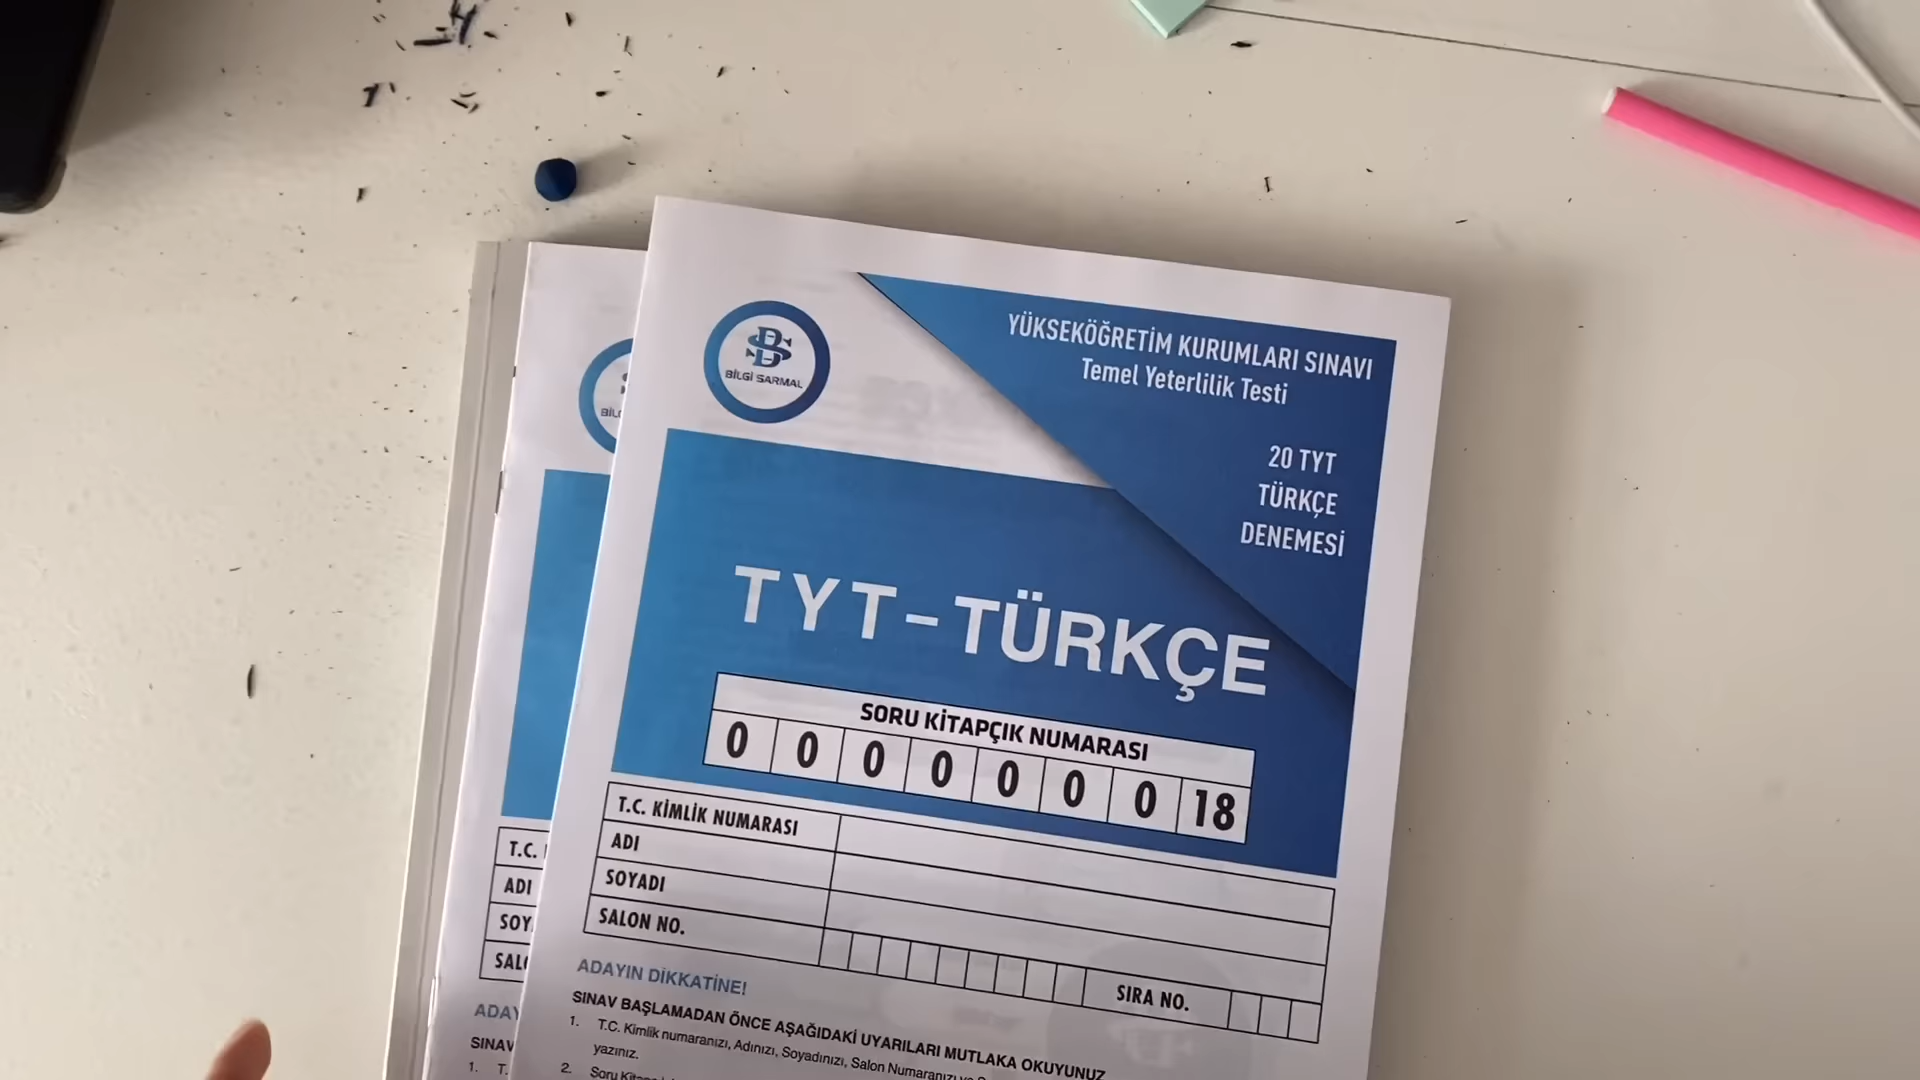 BİLGİ SARMAL
YÜKSEKÖĞRETİM KURUMLARI SINAVI
Temel Yeterlilik Testi
20 TYT
TÜRKÇE
DENEMESİ
TYT-TÜRKÇE
SORU KİTAPÇIK NUMARASI
0 0 0 0 0 0 0 18
T.C. KİMLİK NUMARASI
ADI
SOYADI
SALON NO.
SIRA NO.
ADAYIN DİKKATİNE!
SINAV BAŞLAMADAN ÖNCE AŞAĞIDAKİ UYARILARI MUTLAKA OKUYUNUZ
1. T.C. Kimlik numaranızı, Adınızı, Soyadınızı, Salon Numaranızı
yazınız.
2. Soru
T.C.
ADI
SINAV
1. T.